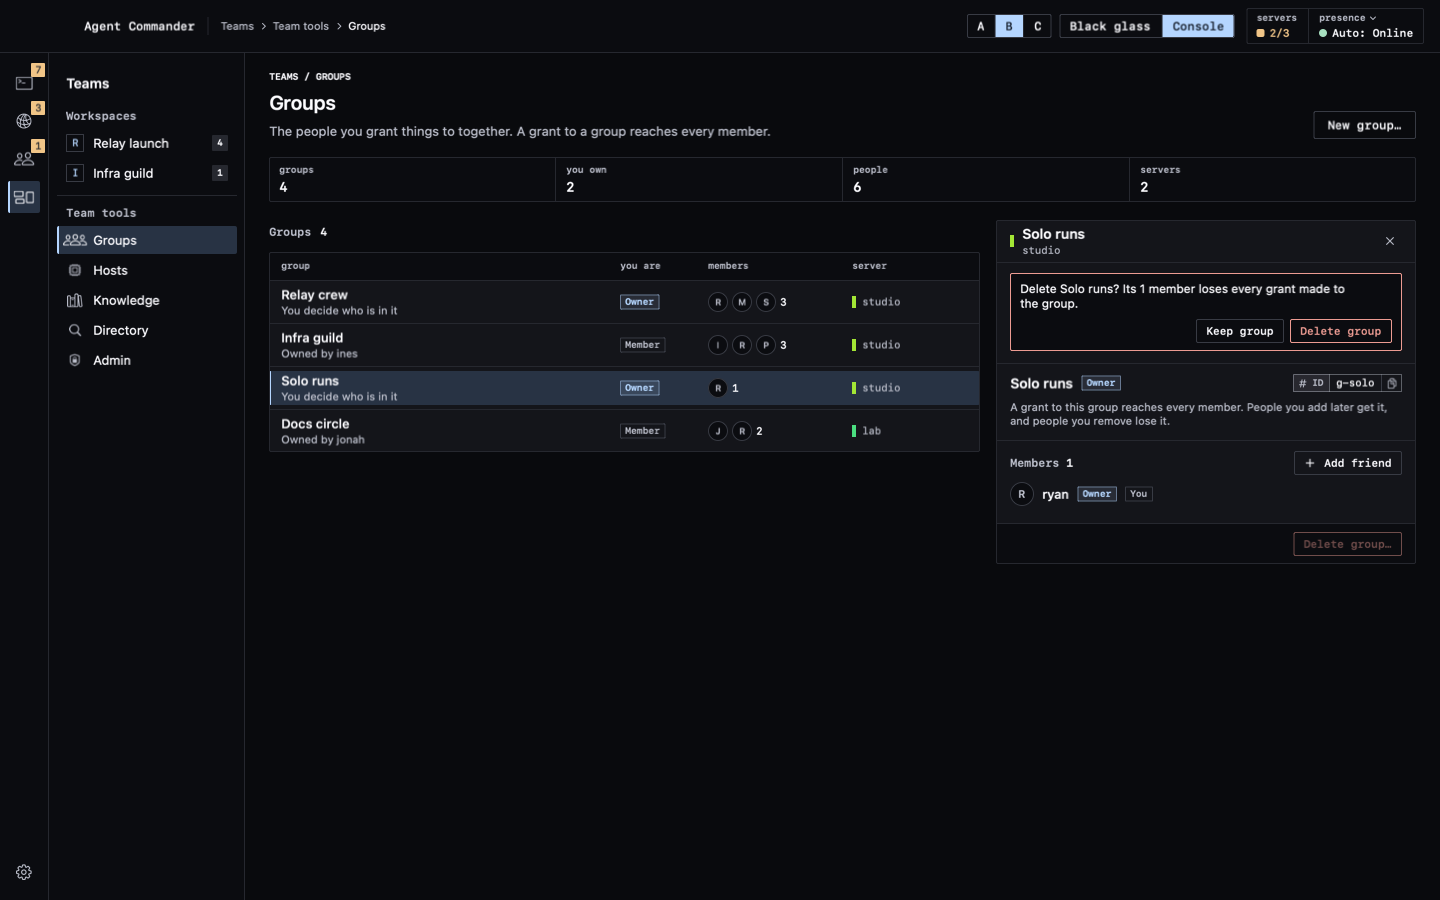 Agent Commander
Teams > Team tools > Groups
A B C
Black glass Console
servers
2/3
presence
Auto: Online
7
3
1
Teams
Workspaces
R Relay launch 4
I Infra guild 1
Team tools
Groups
Hosts
Knowledge
Directory
Admin
TEAMS / GROUPS
Groups
The people you grant things to together. A grant to a group reaches every member.
New group…
groups
4
you own
2
people
6
servers
2
Groups 4
group you are members server
Relay crew
You decide who is in it
Owner
R M S 3
studio
Infra guild
Owned by ines
Member
I R P 3
studio
Solo runs
You decide who is in it
Owner
R 1
studio
Docs circle
Owned by jonah
Member
J R 2
lab
Solo runs
studio
Delete Solo runs? Its 1 member loses every grant made to
the group.
Keep group
Delete group
Solo runs Owner
# ID g-solo
A grant to this group reaches every member. People you add later get it,
and people you remove lose it.
Members 1
+ Add friend
R ryan Owner You
Delete group…